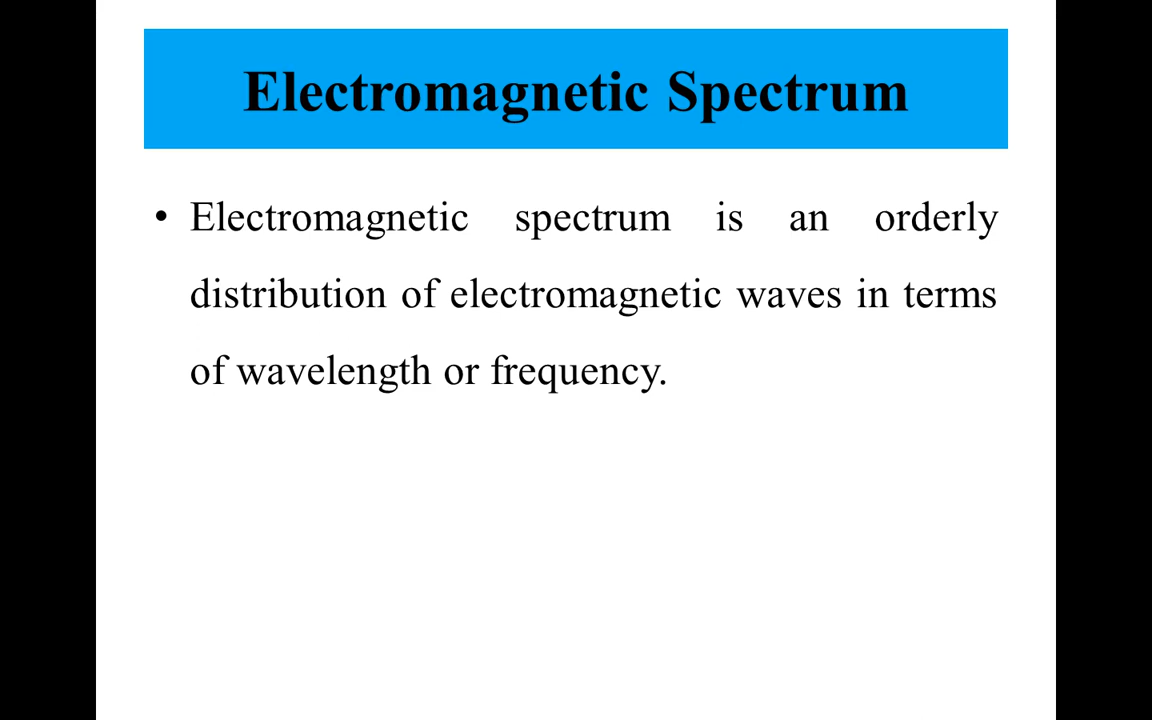 Electromagnetic Spectrum
• Electromagnetic spectrum is an orderly
distribution of electromagnetic waves in terms
of wavelength or frequency.